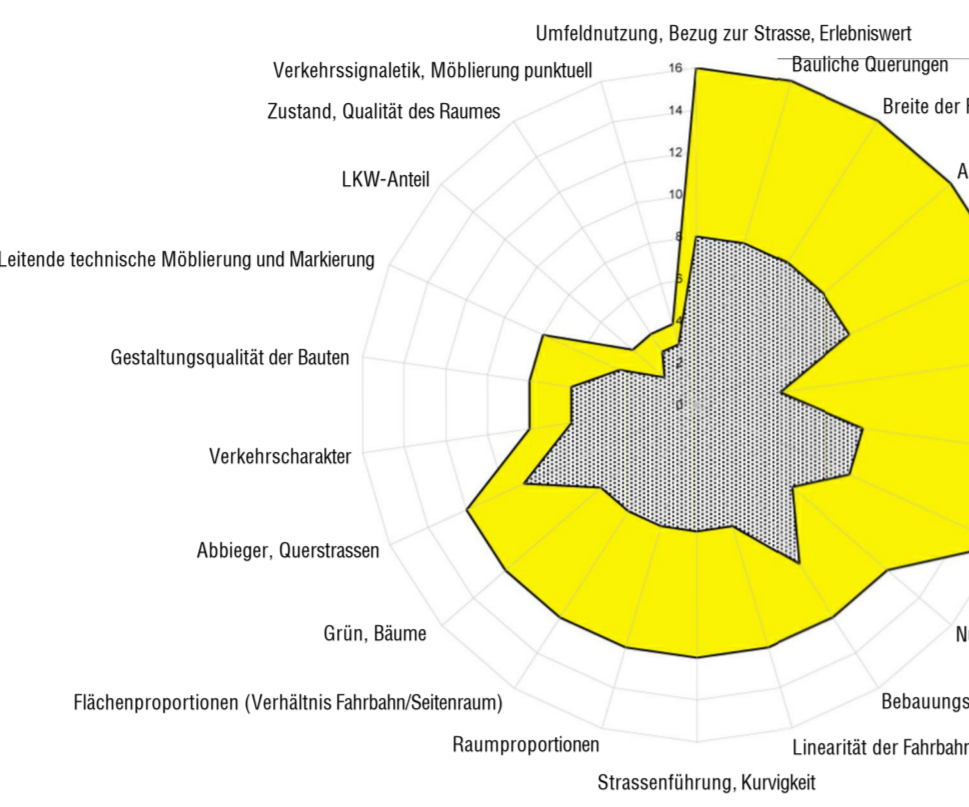 Umfeldnutzung, Bezug zur Strasse, Erlebniswert
Verkehrssignaletik, Möblierung punktuell
16
Bauliche Querungen
Zustand, Qualität des Raumes
14
Breite der
12
LKW-Anteil
A
10
8
Leitende technische Möblierung und Markierung
6
4
Gestaltungsqualität der Bauten
2
0
Verkehrscharakter
Abbieger, Querstrassen
Grün, Bäume
Flächenproportionen (Verhältnis Fahrbahn/Seitenraum)
Bebauungs
Raumproportionen
Linearität der Fahrbahn
Strassenführung, Kurvigkeit